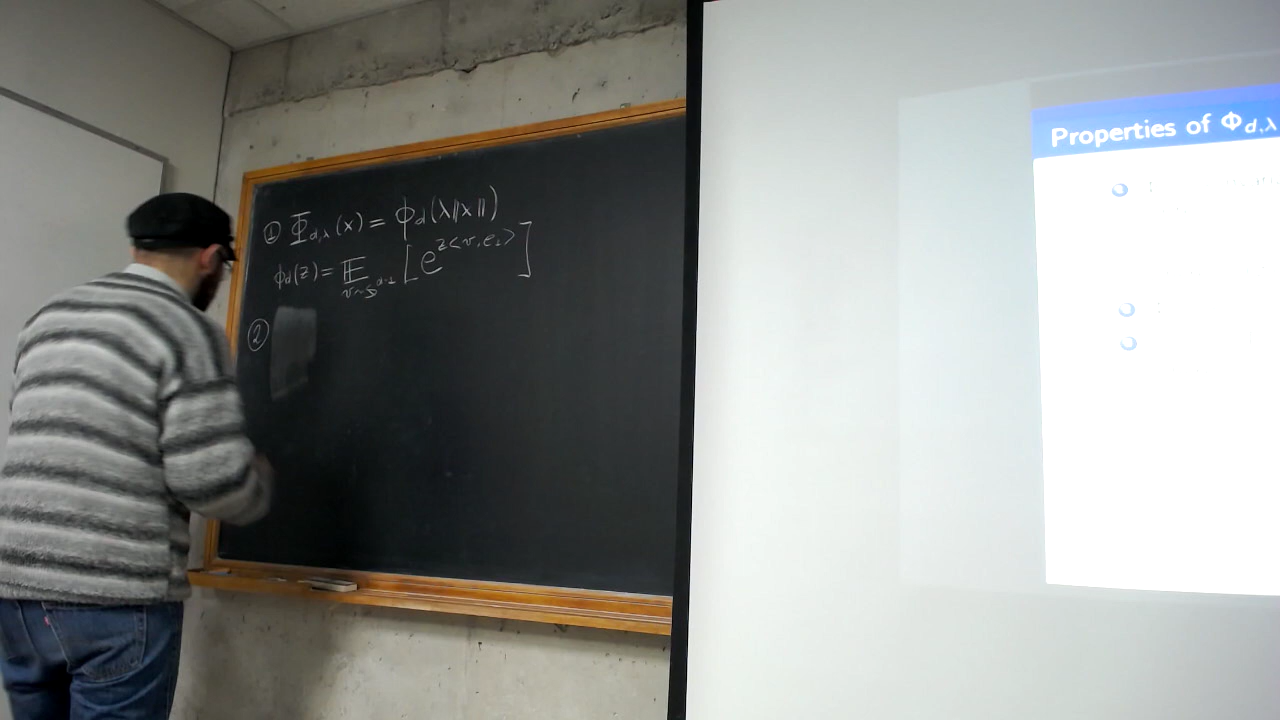 ① Φ_{d,λ}(x) = ϕ_d(λ‖x‖)
ϕ_d(z) = 𝔼_{v∼S^{d-1}} [e^{z<v,e_1>}]
②
Properties of Φ_{d,λ}